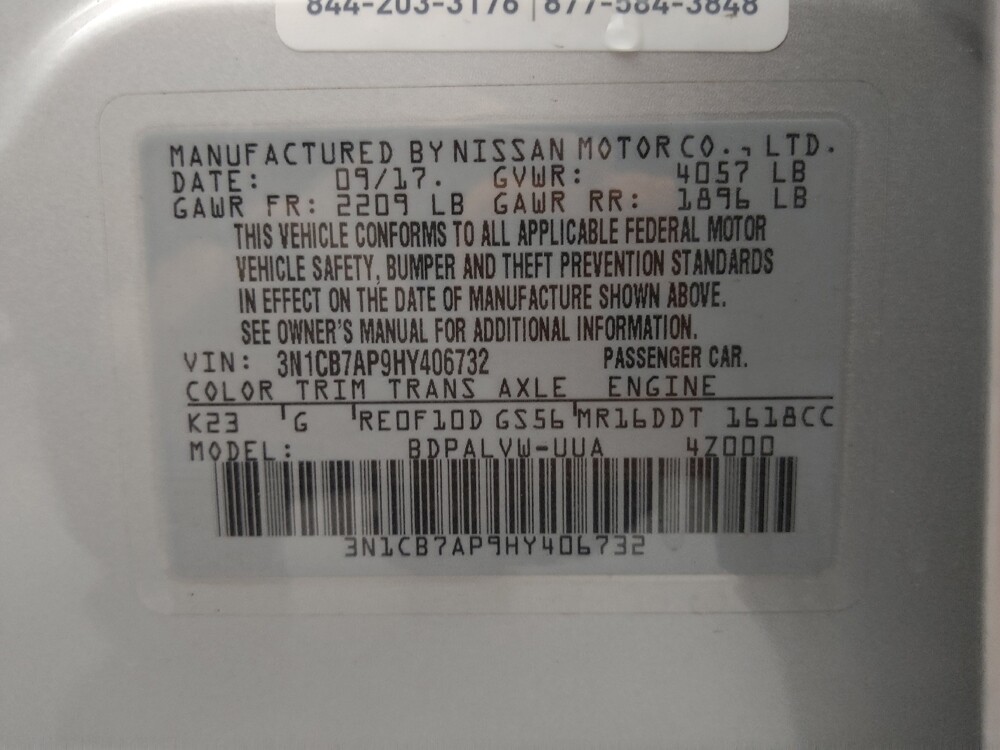 844-203-3176 | 877-584-3848
MANUFACTURED BY NISSAN MOTOR CO., LTD.
DATE: 09/17. GVWR: 4057 LB
GAWR FR: 2209 LB GAWR RR: 1896 LB
THIS VEHICLE CONFORMS TO ALL APPLICABLE FEDERAL MOTOR
VEHICLE SAFETY, BUMPER AND THEFT PREVENTION STANDARDS
IN EFFECT ON THE DATE OF MANUFACTURE SHOWN ABOVE.
SEE OWNER'S MANUAL FOR ADDITIONAL INFORMATION.
VIN: 3N1CB7AP9HY406732 PASSENGER CAR.
COLOR TRIM TRANS AXLE ENGINE
K23 G RE0F10D GS56 MR16DDT 1618CC
MODEL: BDPALVW-UUA 4Z000
3N1CB7AP9HY406732